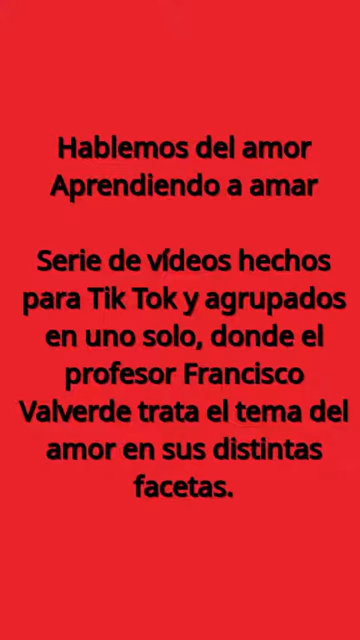 Hablemos del amor
Aprendiendo a amar
Serie de vídeos hechos
para Tik Tok y agrupados
en uno solo, donde el
profesor Francisco
Valverde trata el tema del
amor en sus distintas
facetas.